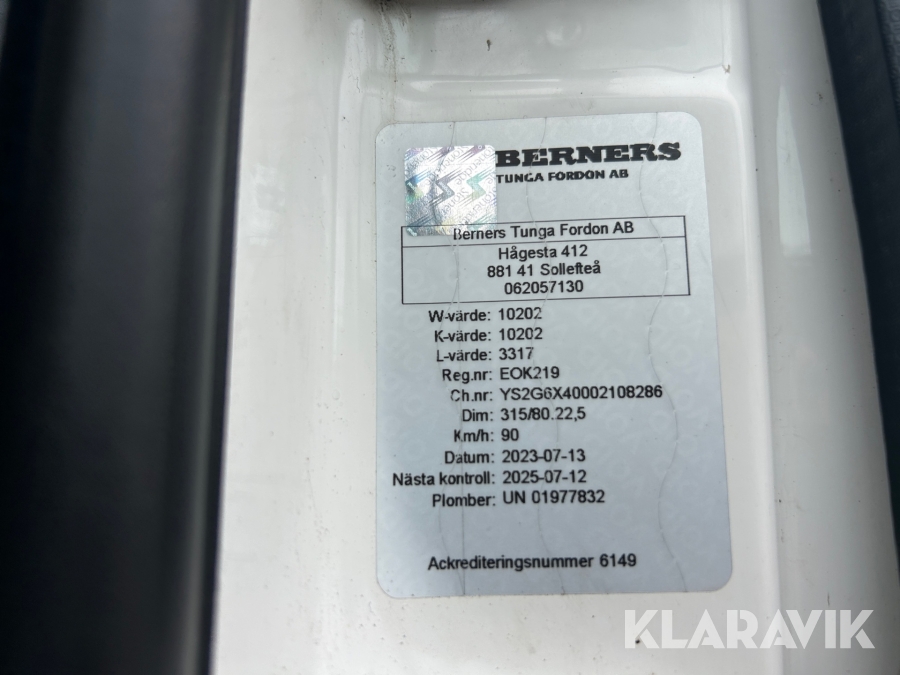 BERNERS
TUNGA FORDON AB
Berners Tunga Fordon AB
Hågesta 412
881 41 Sollefteå
062057130
W-värde: 10202
K-värde: 10202
L-värde: 3317
Reg.nr: EOK219
Ch.nr: YS2G6X40002108286
Dim: 315/80.22,5
Km/h: 90
Datum: 2023-07-13
Nästa kontroll: 2025-07-12
Plomber: UN 01977832
Ackrediteringsnummer 6149
KLARAVIK